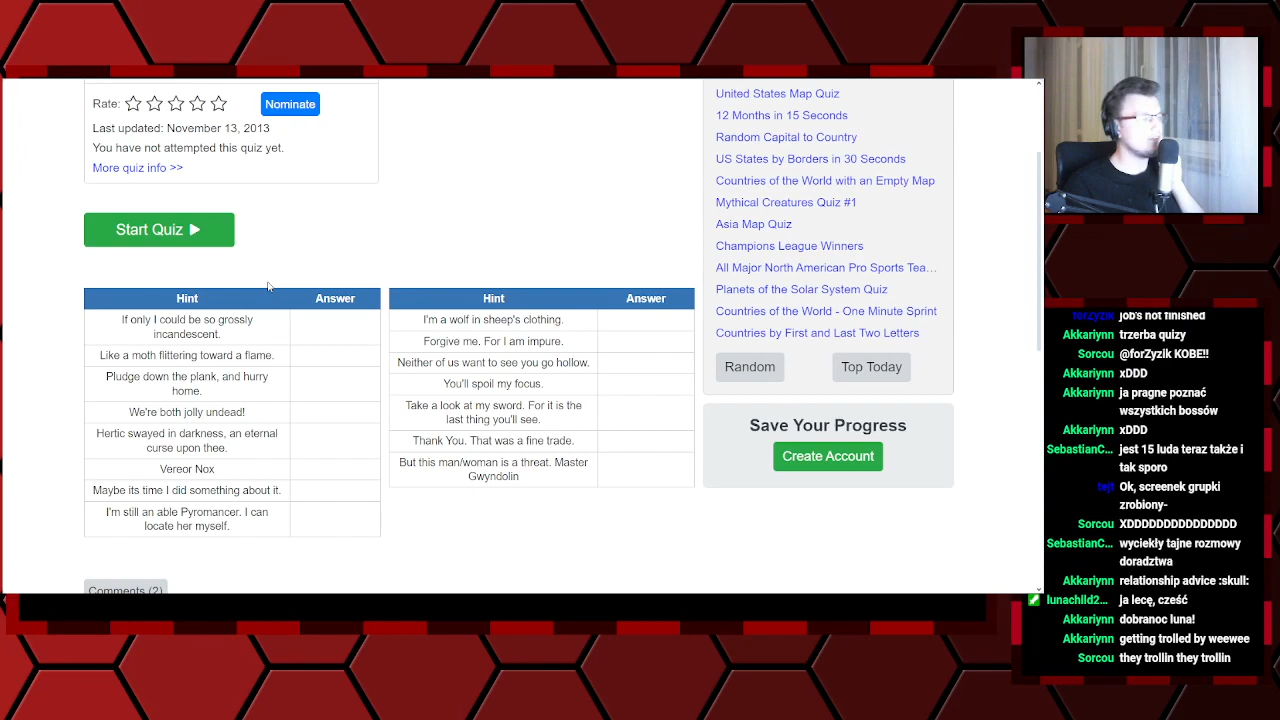 Rate:
Nominate
Last updated: November 13, 2013
You have not attempted this quiz yet.
More quiz info >>
Start Quiz
Hint
Answer
If only I could be so grossly
incandescent.
Like a moth flittering toward a flame.
Pludge down the plank, and hurry
home.
We're both jolly undead!
Hertic swayed in darkness, an eternal
curse upon thee.
Vereor Nox
Maybe its time I did something about it.
I'm still an able Pyromancer. I can
locate her myself.
Hint
Answer
I'm a wolf in sheep's clothing.
Forgive me. For I am impure.
Neither of us want to see you go hollow.
You'll spoil my focus.
Take a look at my sword. For it is the
last thing you'll see.
Thank You. That was a fine trade.
But this man/woman is a threat. Master
Gwyndolin
Comments (2)
United States Map Quiz
12 Months in 15 Seconds
Random Capital to Country
US States by Borders in 30 Seconds
Countries of the World with an Empty Map
Mythical Creatures Quiz #1
Asia Map Quiz
Champions League Winners
All Major North American Pro Sports Tea…
Planets of the Solar System Quiz
Countries of the World - One Minute Sprint
Countries by First and Last Two Letters
Random
Top Today
Save Your Progress
Create Account
forZyzik job's not finished
Akkariynn trzerba quizy
Sorcou @forZyzik KOBE!!
Akkariynn xDDD
Akkariynn ja pragne poznać
wszystkich bossów
Akkariynn xDDD
SebastianC... jest 15 luda teraz także i
tak sporo
tejt Ok, screenek grupki
zrobiony-
Sorcou XDDDDDDDDDDDDDDD
SebastianC... wyciekły tajne rozmowy
doradztwa
Akkariynn relationship advice :skull:
lunachild2... ja lecę, cześć
Akkariynn dobranoc luna!
Akkariynn getting trolled by weewee
Sorcou they trollin they trollin